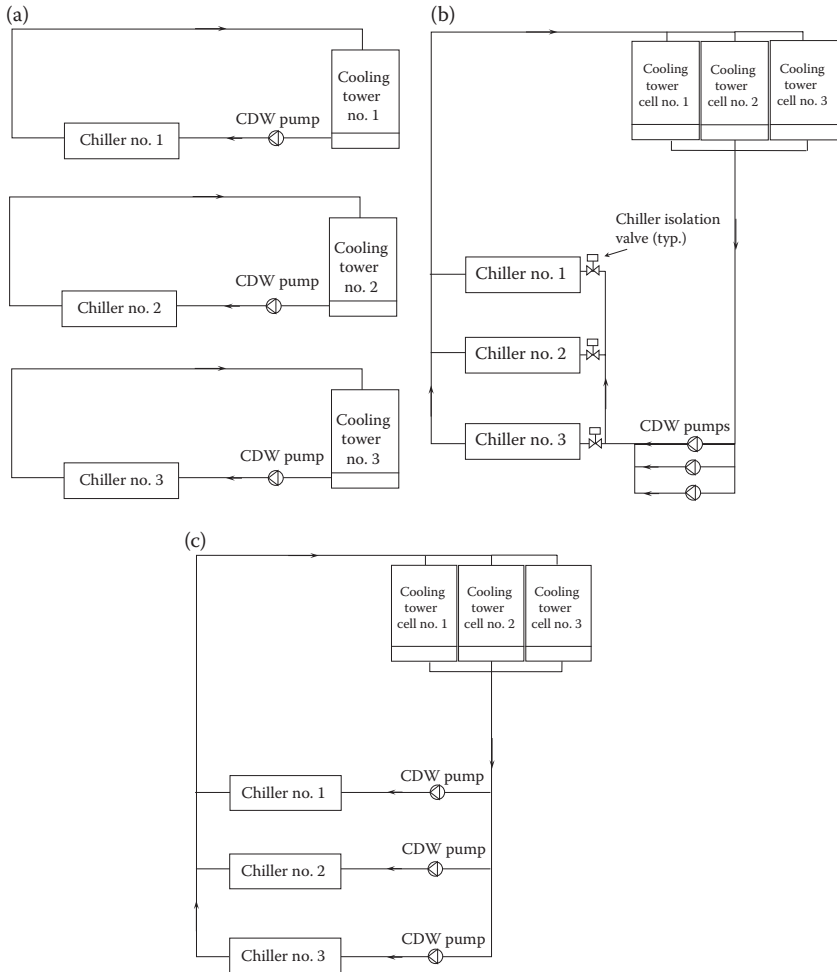 (a)
Cooling
tower
no. 1
CDW pump
Chiller no. 1
Cooling
tower
no. 2
CDW pump
Chiller no. 2
Cooling
tower
no. 3
CDW pump
Chiller no. 3
(b)
Cooling
tower
cell no. 1
Cooling
tower
cell no. 2
Cooling
tower
cell no. 3
Chiller isolation
valve (typ.)
Chiller no. 1
Chiller no. 2
Chiller no. 3
CDW pumps
(c)
Cooling
tower
cell no. 1
Cooling
tower
cell no. 2
Cooling
tower
cell no. 3
CDW pump
Chiller no. 1
CDW pump
Chiller no. 2
CDW pump
Chiller no. 3